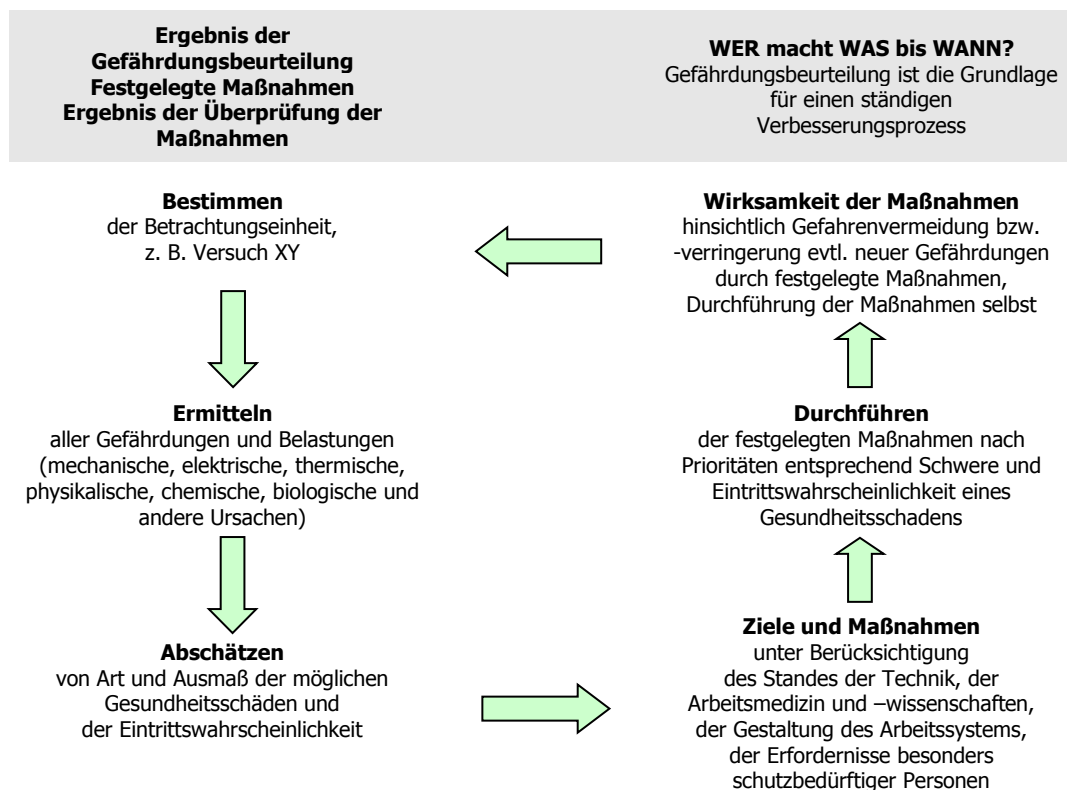 Ergebnis der
Gefährdungsbeurteilung
Festgelegte Maßnahmen
Ergebnis der Überprüfung der
Maßnahmen
WER macht WAS bis WANN?
Gefährdungsbeurteilung ist die Grundlage
für einen ständigen
Verbesserungsprozess
Bestimmen
der Betrachtungseinheit,
z. B. Versuch XY
Ermitteln
aller Gefährdungen und Belastungen
(mechanische, elektrische, thermische,
physikalische, chemische, biologische und
andere Ursachen)
Abschätzen
von Art und Ausmaß der möglichen
Gesundheitsschäden und
der Eintrittswahrscheinlichkeit
Ziele und Maßnahmen
unter Berücksichtigung
des Standes der Technik, der
Arbeitsmedizin und –wissenschaften,
der Gestaltung des Arbeitssystems,
der Erfordernisse besonders
schutzbedürftiger Personen
Durchführen
der festgelegten Maßnahmen nach
Prioritäten entsprechend Schwere und
Eintrittswahrscheinlichkeit eines
Gesundheitsschadens
Wirksamkeit der Maßnahmen
hinsichtlich Gefahrenvermeidung bzw.
-verringerung evtl. neuer Gefährdungen
durch festgelegte Maßnahmen,
Durchführung der Maßnahmen selbst